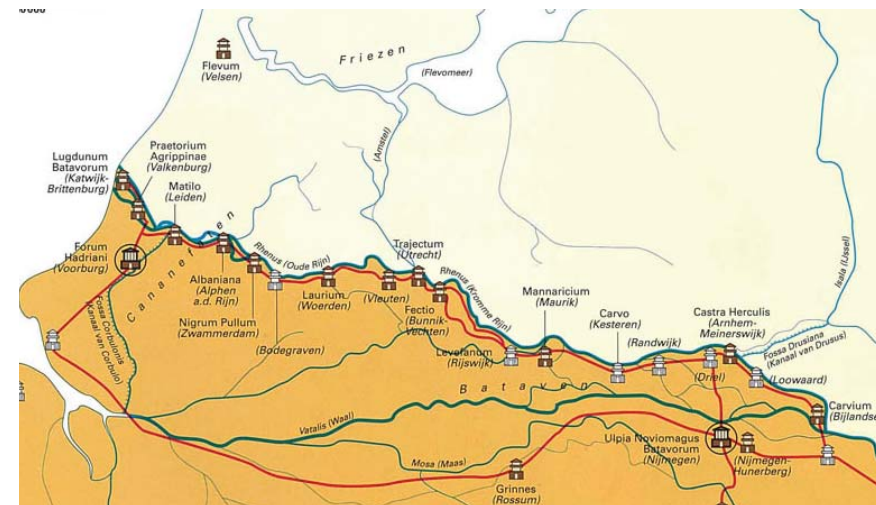 Friezen
Flevum
(Velsen)
(Flevomeer)
(Amstel)
Lugdunum
Batavorum
(Katwijk-
Brittenburg)
Praetorium
Agrippinae
(Valkenburg)
Matilo
(Leiden)
Forum
Hadriani
(Voorburg)
Cananefaten
Fossa Corbulonis
(Kanaal van Corbulo)
Albaniana
(Alphen
a.d. Rijn)
Nigrum Pullum
(Zwammerdam)
(Bodegraven)
Rhenus (Oude Rijn)
Laurium
(Woerden)
(Vleuten)
Trajectum
(Utrecht)
Fectio
(Bunnik-
Vechten)
Rhenus (Kromme Rijn)
Levefanum
(Rijswijk)
Mannaricium
(Maurik)
Carvo
(Kesteren)
(Randwijk)
Castra Herculis
(Arnhem-
Meinerswijk)
(Driel)
Isala (IJssel)
Fossa Drusiana
(Kanaal van Drusus)
(Loowaard)
Carvium
(Bijlandse
Bataven
Vatalis (Waal)
Mosa (Maas)
Ulpia Noviomagus
Batavorum
(Nijmegen)
(Nijmegen-
Hunerberg)
Grinnes
(Rossum)